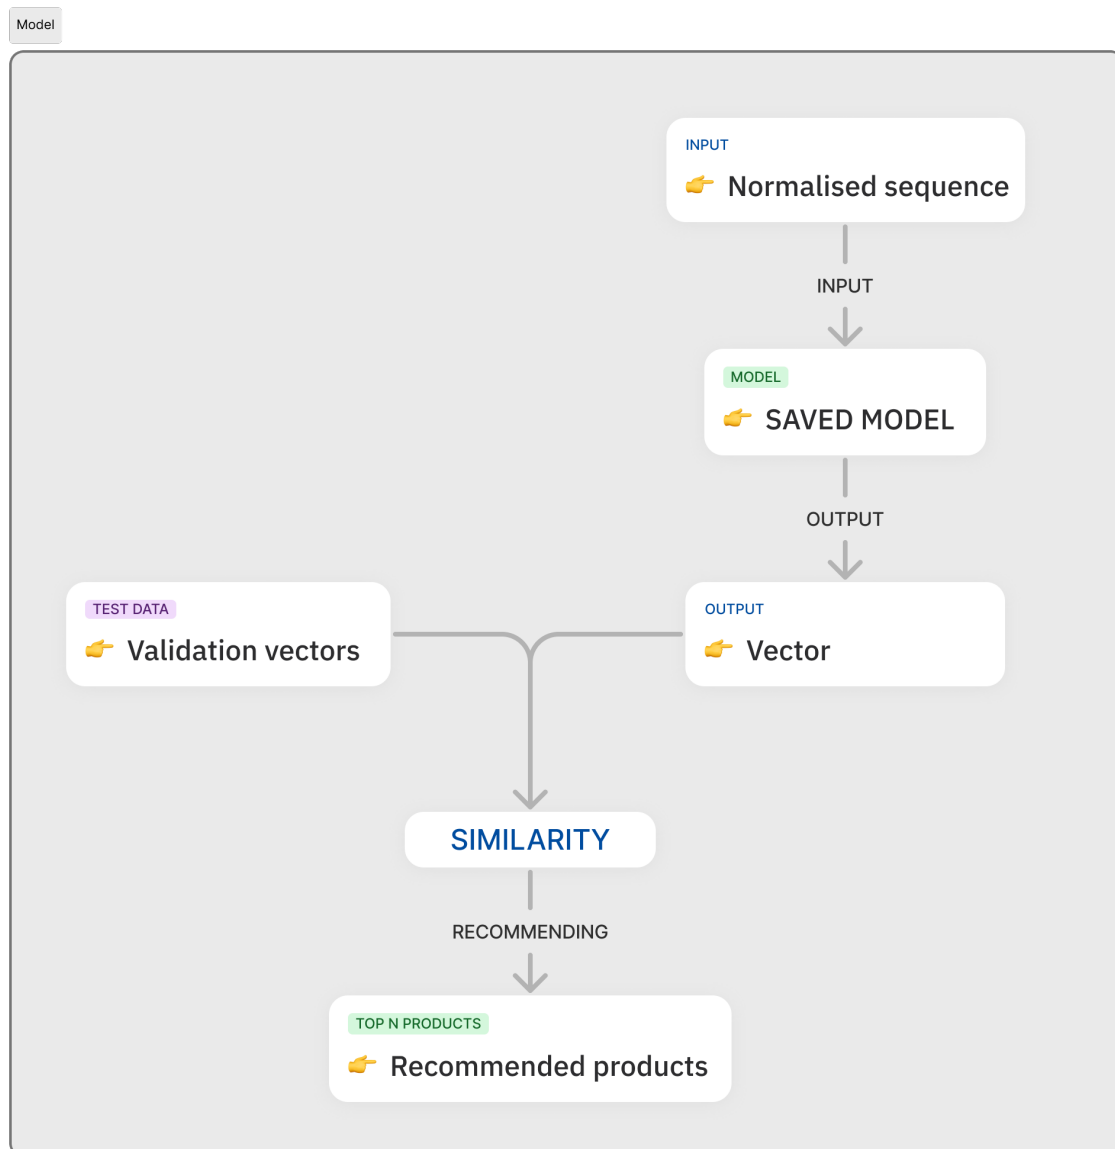 Model
INPUT
👉 Normalised sequence
INPUT
MODEL
👉 SAVED MODEL
OUTPUT
TEST DATA
👉 Validation vectors
OUTPUT
👉 Vector
SIMILARITY
RECOMMENDING
TOP N PRODUCTS
👉 Recommended products